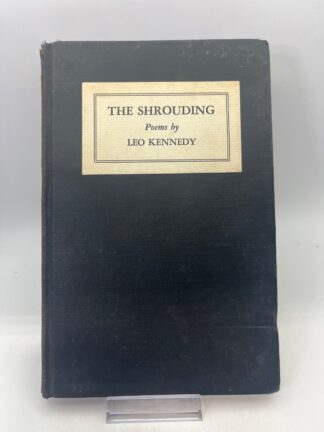 THE SHROUDING
Poems by
LEO KENNEDY